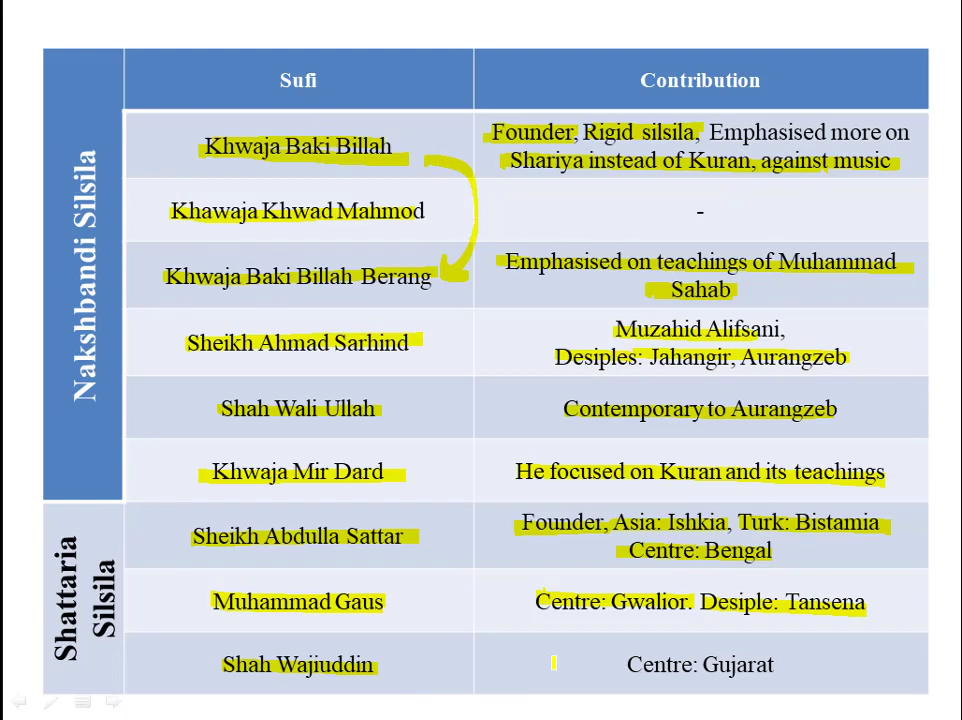 Sufi
Contribution
Nakshbandi Silsila
Khwaja Baki Billah
Founder, Rigid silsila, Emphasised more on
Shariya instead of Kuran, against music
Khawaja Khwad Mahmod
-
Khwaja Baki Billah Berang
Emphasised on teachings of Muhammad
Sahab
Sheikh Ahmad Sarhind
Muzahid Alifsani,
Desiples: Jahangir, Aurangzeb
Shah Wali Ullah
Contemporary to Aurangzeb
Khwaja Mir Dard
He focused on Kuran and its teachings
Shattaria
Silsila
Sheikh Abdulla Sattar
Founder, Asia: Ishkia, Turk: Bistamia
Centre: Bengal
Muhammad Gaus
Centre: Gwalior. Desiple: Tansena
Shah Wajiuddin
Centre: Gujarat